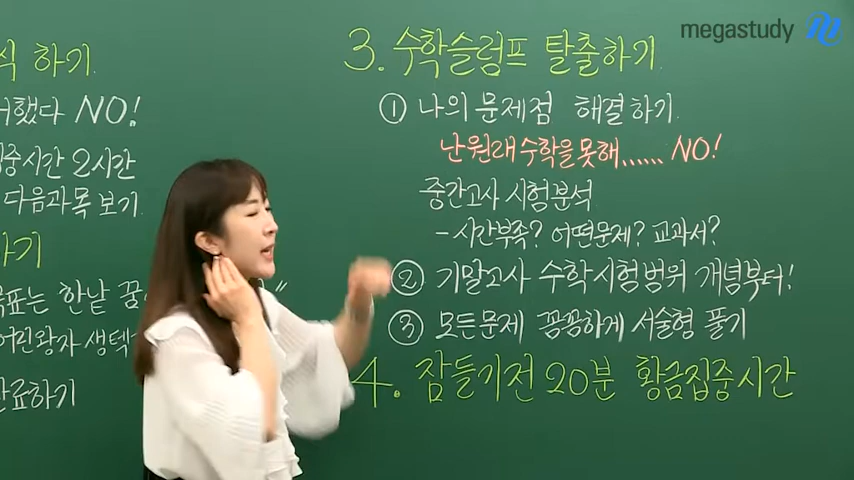 하기
했다 NO!
시간 2시간
다음과목 보기
하기
목표는 한낱
어린왕자 생텍
완료하기
megastudy
3. 수학슬럼프 탈출하기
① 나의 문제점 해결하기
난 원래 수학을 못해...... NO!
중간고사 시험분석
- 시간부족? 어떤문제? 교과서?
② 기말고사 수학시험범위 개념부터!
③ 모든문제 꼼꼼하게 서술형 풀기
4. 잠들기전 20분 황금집중시간